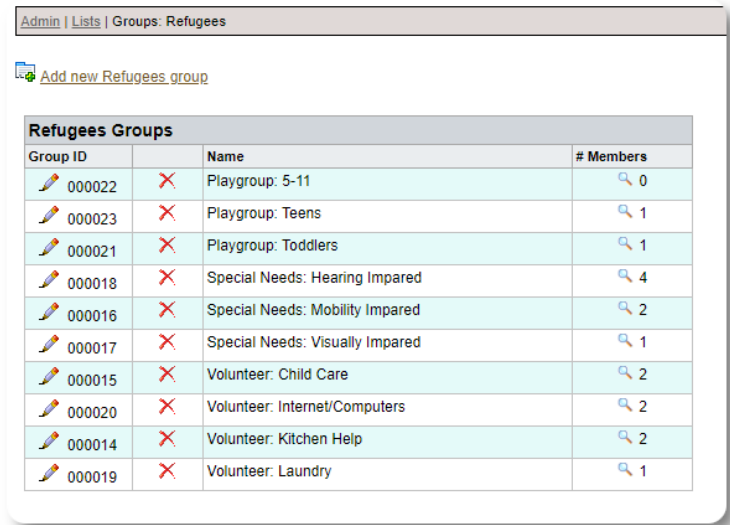 Admin | Lists | Groups: Refugees
Add new Refugees group
Refugees Groups
Group ID Name # Members
000022 Playgroup: 5-11 0
000023 Playgroup: Teens 1
000021 Playgroup: Toddlers 1
000018 Special Needs: Hearing Impared 4
000016 Special Needs: Mobility Impared 2
000017 Special Needs: Visually Impared 1
000015 Volunteer: Child Care 2
000020 Volunteer: Internet/Computers 2
000014 Volunteer: Kitchen Help 2
000019 Volunteer: Laundry 1